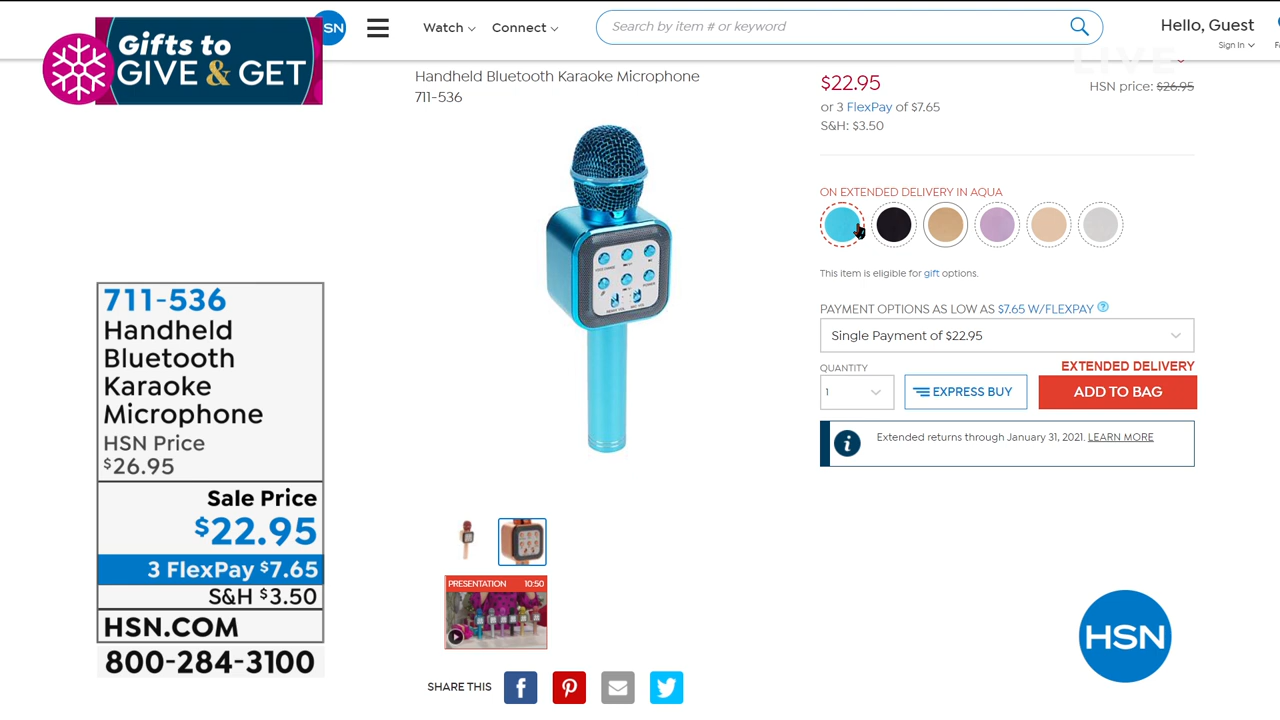 Gifts to
GIVE & GET
SN
Watch
Connect
Search by item # or keyword
Hello, Guest
Sign In
LIVE
Handheld Bluetooth Karaoke Microphone
711-536
$22.95
HSN price: $26.95
or 3 FlexPay of $7.65
S&H: $3.50
ON EXTENDED DELIVERY IN AQUA
This item is eligible for gift options.
PAYMENT OPTIONS AS LOW AS $7.65 W/FLEXPAY ?
Single Payment of $22.95
QUANTITY
EXTENDED DELIVERY
1
EXPRESS BUY
ADD TO BAG
i
Extended returns through January 31, 2021. LEARN MORE
711-536
Handheld
Bluetooth
Karaoke
Microphone
HSN Price
$26.95
Sale Price
$22.95
3 FlexPay $7.65
S&H $3.50
HSN.COM
800-284-3100
PRESENTATION 10:50
SHARE THIS
HSN